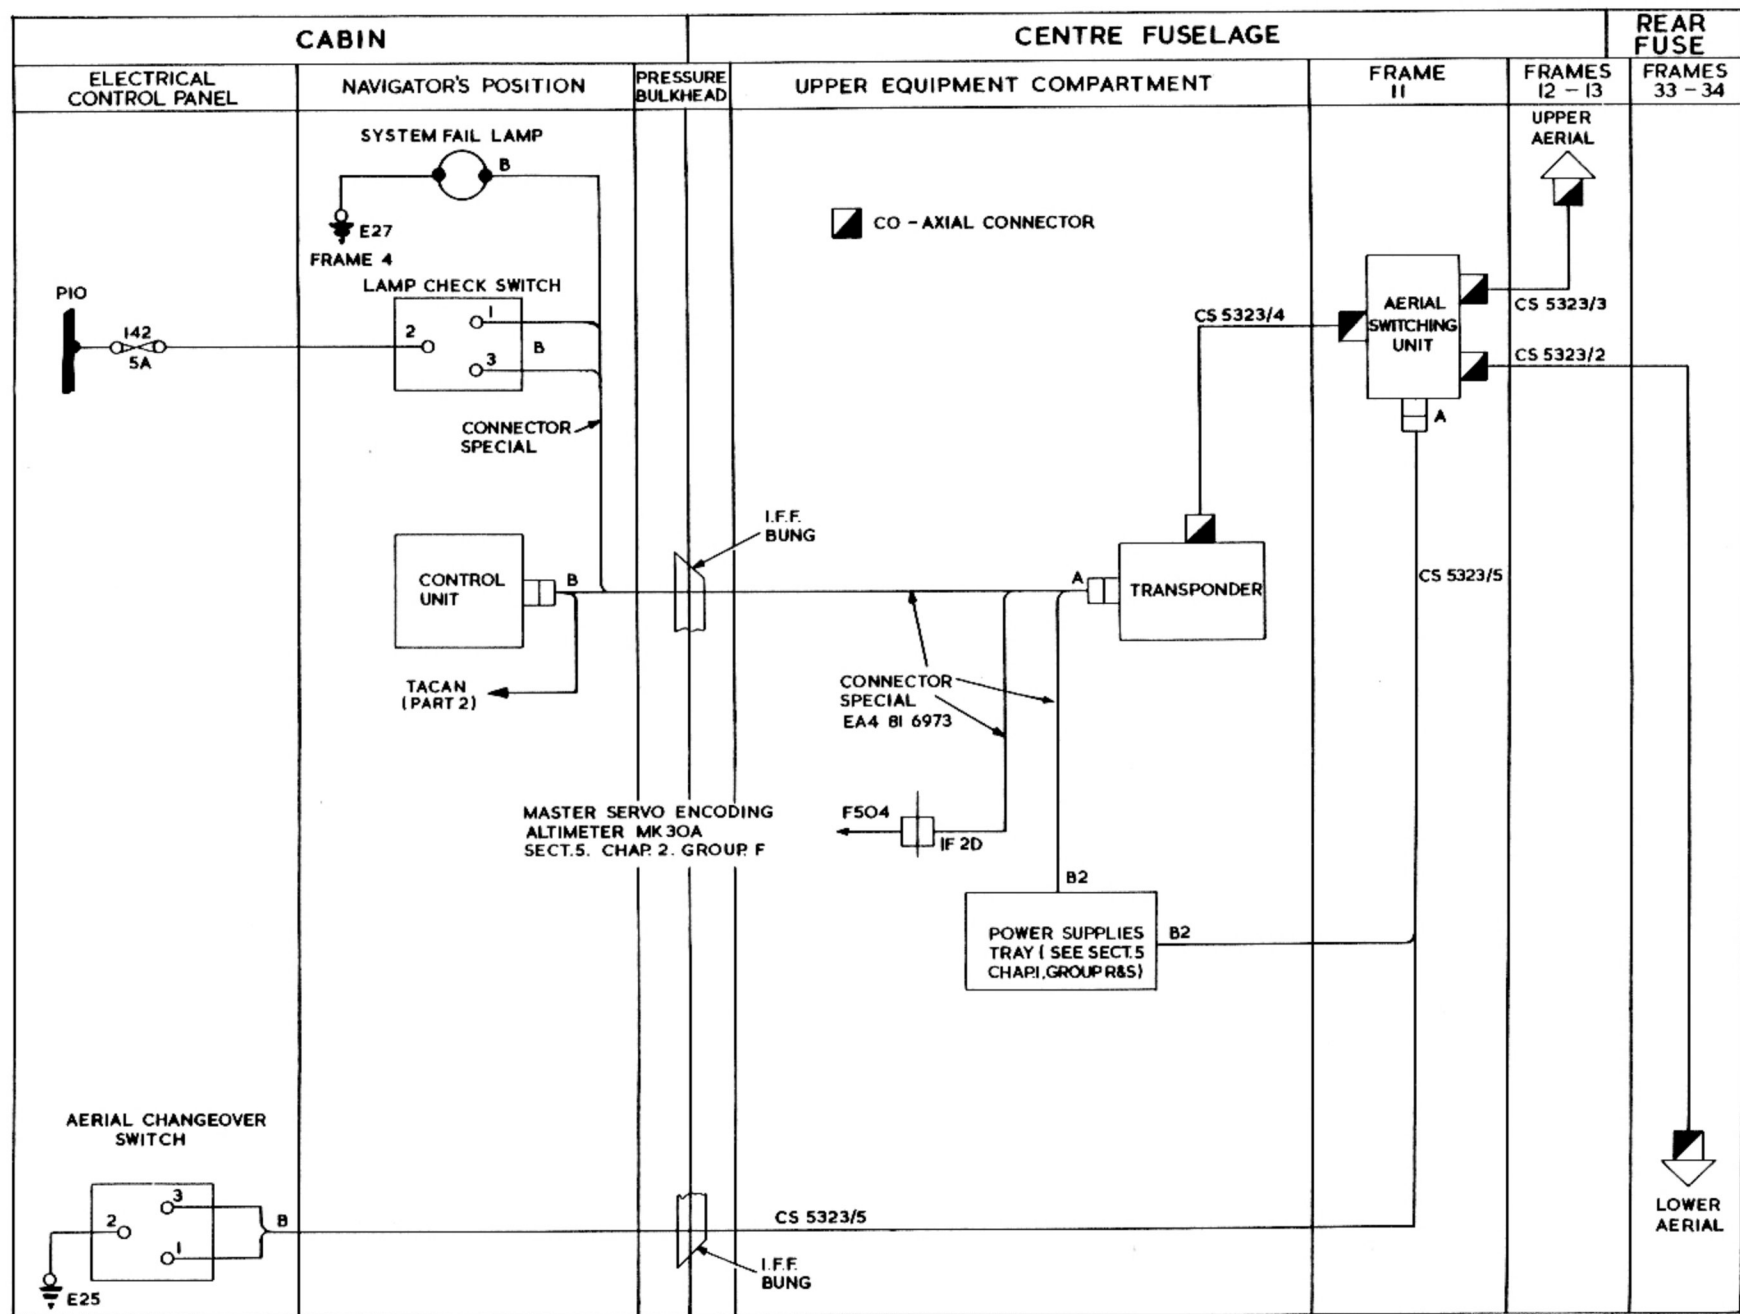 CABIN
CENTRE FUSELAGE
REAR
FUSE
ELECTRICAL
CONTROL PANEL
NAVIGATOR'S POSITION
PRESSURE
BULKHEAD
UPPER EQUIPMENT COMPARTMENT
FRAME
11
FRAMES
12 - 13
FRAMES
33 - 34
SYSTEM FAIL LAMP
B
E27
FRAME 4
UPPER
AERIAL
CO - AXIAL CONNECTOR
LAMP CHECK SWITCH
1
2
3
B
P10
142
5A
CONNECTOR
SPECIAL
CS 5323/4
AERIAL
SWITCHING
UNIT
CS 5323/3
CS 5323/2
A
I.F.F.
BUNG
CONTROL
UNIT
B
A
TRANSPONDER
CS 5323/5
TACAN
(PART 2)
CONNECTOR
SPECIAL
EA4 81 6973
MASTER SERVO ENCODING
ALTIMETER MK 30A
SECT.5. CHAP. 2. GROUP. F
F504
IF 2D
B2
POWER SUPPLIES
TRAY ( SEE SECT.5
CHAP.1, GROUP R&S)
B2
AERIAL CHANGEOVER
SWITCH
3
2
1
B
E25
CS 5323/5
I.F.F.
BUNG
LOWER
AERIAL